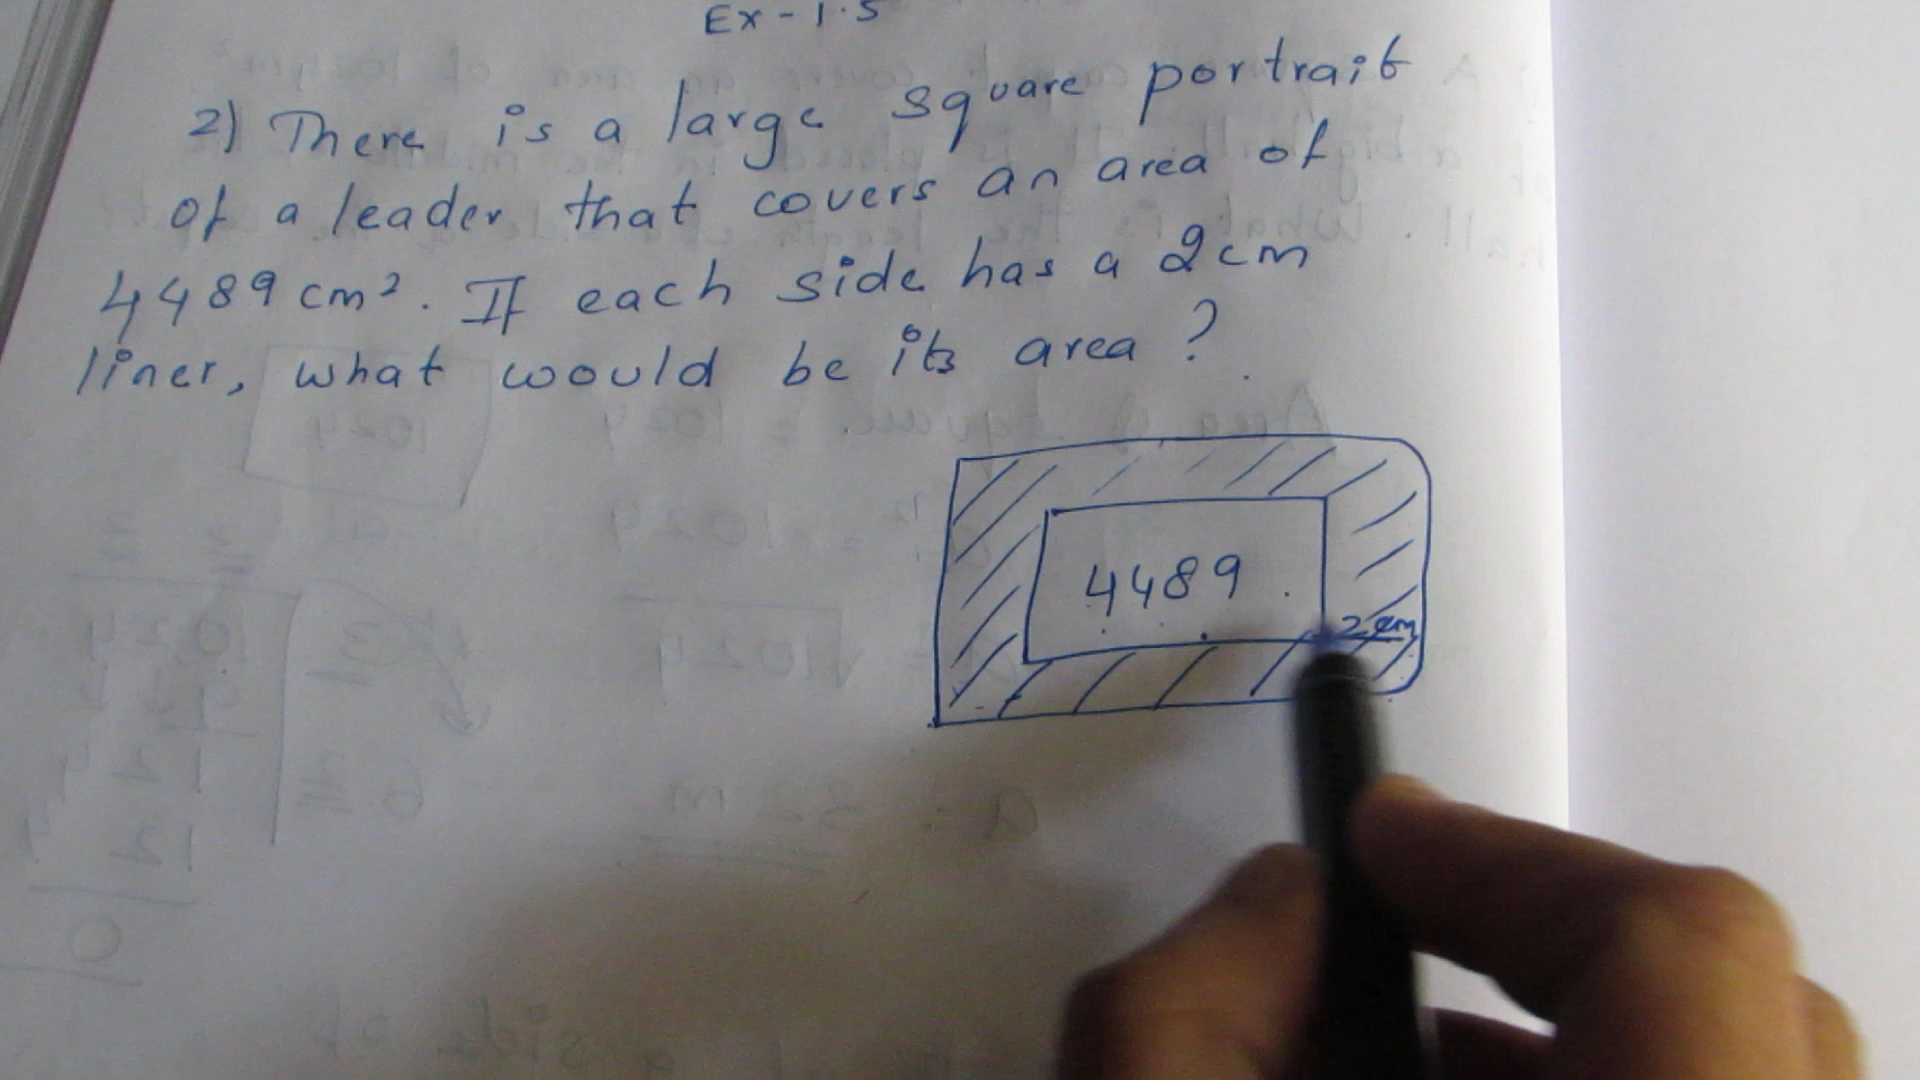 Ex - 1.5
2) There is a large square portrait
of a leader that covers an area of
4489 cm². If each side has a 2cm
liner, what would be its area ?
4489
2cm